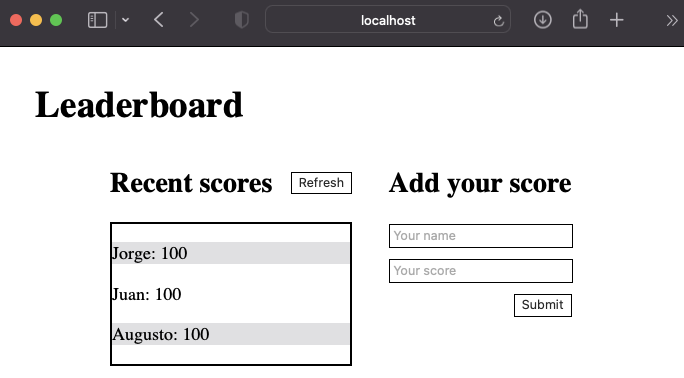 localhost
Leaderboard
Recent scores
Refresh
Jorge: 100
Juan: 100
Augusto: 100
Add your score
Your name
Your score
Submit